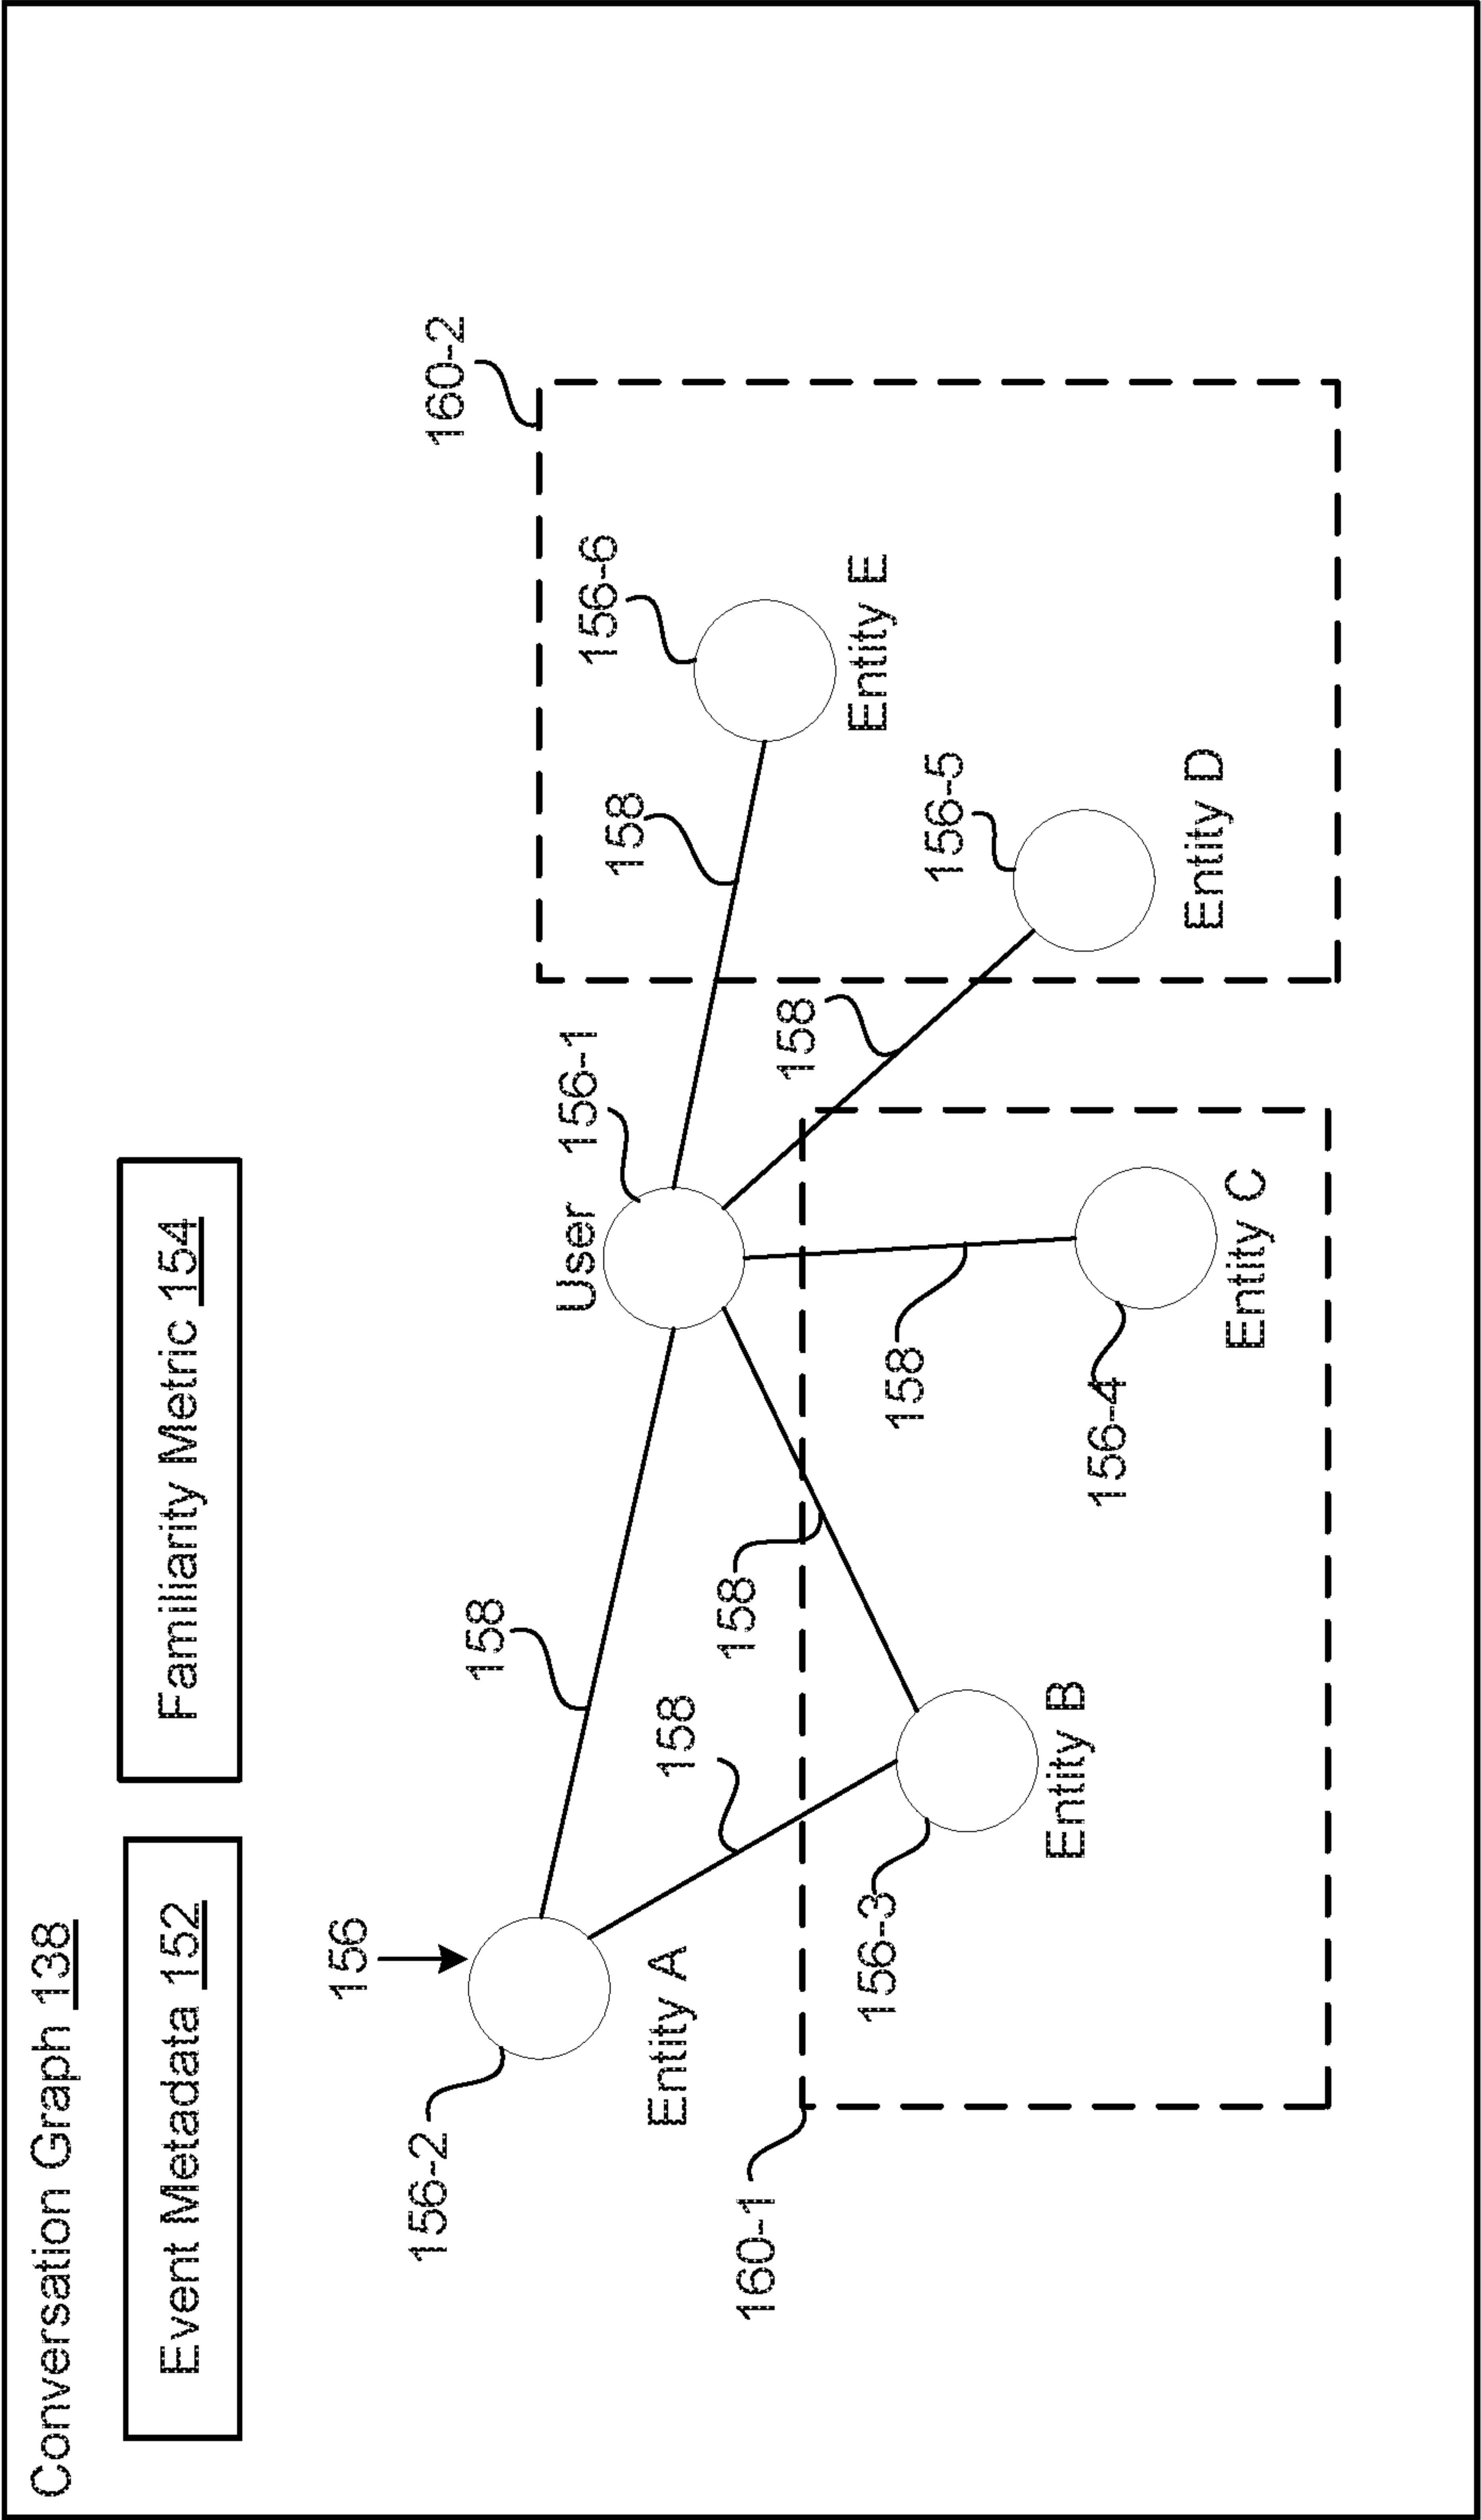 Conversation Graph 138
Event Metadata 152
Familiarity Metric 154
156
156-2
Entity A
158
158
158
User
156-1
160-2
158
156-6
Entity E
158
156-5
Entity D
160-1
156-3
Entity B
158
156-4
Entity C